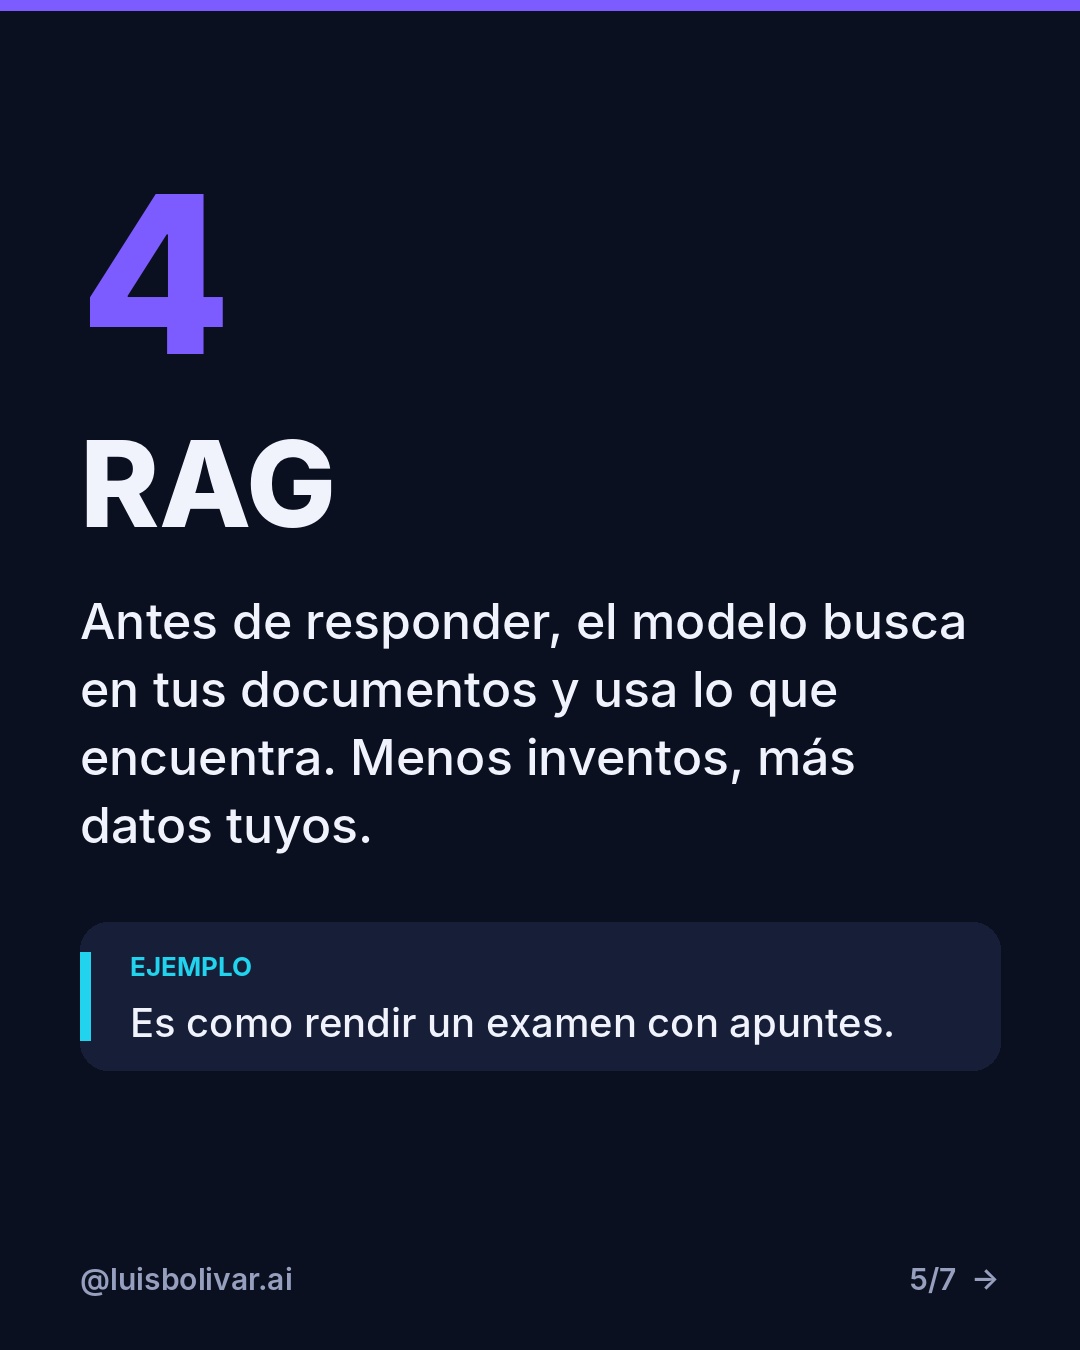 4
RAG
Antes de responder, el modelo busca
en tus documentos y usa lo que
encuentra. Menos inventos, más
datos tuyos.
EJEMPLO
Es como rendir un examen con apuntes.
@luisbolivar.ai
5/7 →